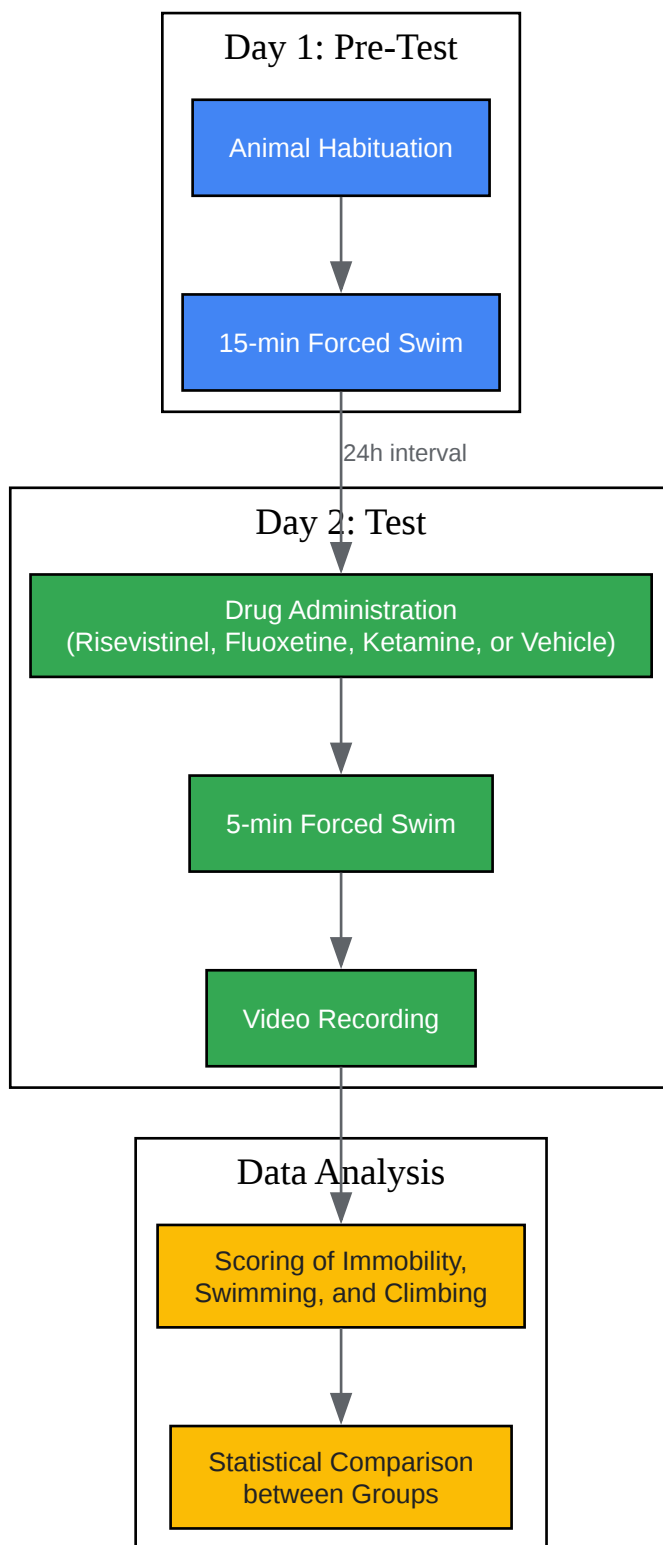 Day 1: Pre-Test
Animal Habituation
15-min Forced Swim
24h interval
Day 2: Test
Drug Administration
(Risevistinel, Fluoxetine, Ketamine, or Vehicle)
5-min Forced Swim
Video Recording
Data Analysis
Scoring of Immobility,
Swimming, and Climbing
Statistical Comparison
between Groups